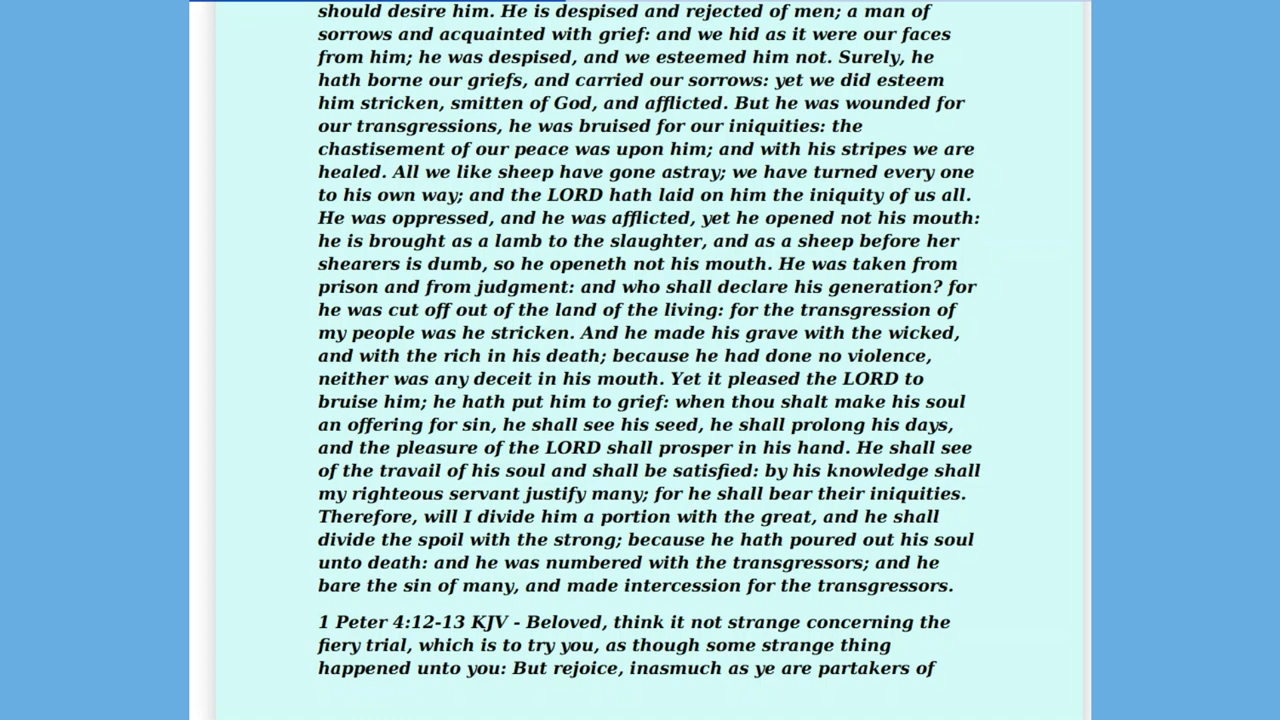 should desire him. He is despised and rejected of men; a man of
sorrows and acquainted with grief: and we hid as it were our faces
from him; he was despised, and we esteemed him not. Surely, he
hath borne our griefs, and carried our sorrows: yet we did esteem
him stricken, smitten of God, and afflicted. But he was wounded for
our transgressions, he was bruised for our iniquities: the
chastisement of our peace was upon him; and with his stripes we are
healed. All we like sheep have gone astray; we have turned every one
to his own way; and the LORD hath laid on him the iniquity of us all.
He was oppressed, and he was afflicted, yet he opened not his mouth:
he is brought as a lamb to the slaughter, and as a sheep before her
shearers is dumb, so he openeth not his mouth. He was taken from
prison and from judgment: and who shall declare his generation? for
he was cut off out of the land of the living: for the transgression of
my people was he stricken. And he made his grave with the wicked,
and with the rich in his death; because he had done no violence,
neither was any deceit in his mouth. Yet it pleased the LORD to
bruise him; he hath put him to grief: when thou shalt make his soul
an offering for sin, he shall see his seed, he shall prolong his days,
and the pleasure of the LORD shall prosper in his hand. He shall see
of the travail of his soul and shall be satisfied: by his knowledge shall
my righteous servant justify many; for he shall bear their iniquities.
Therefore, will I divide him a portion with the great, and he shall
divide the spoil with the strong; because he hath poured out his soul
unto death: and he was numbered with the transgressors; and he
bare the sin of many, and made intercession for the transgressors.
1 Peter 4:12-13 KJV - Beloved, think it not strange concerning the
fiery trial, which is to try you, as though some strange thing
happened unto you: But rejoice, inasmuch as ye are partakers of